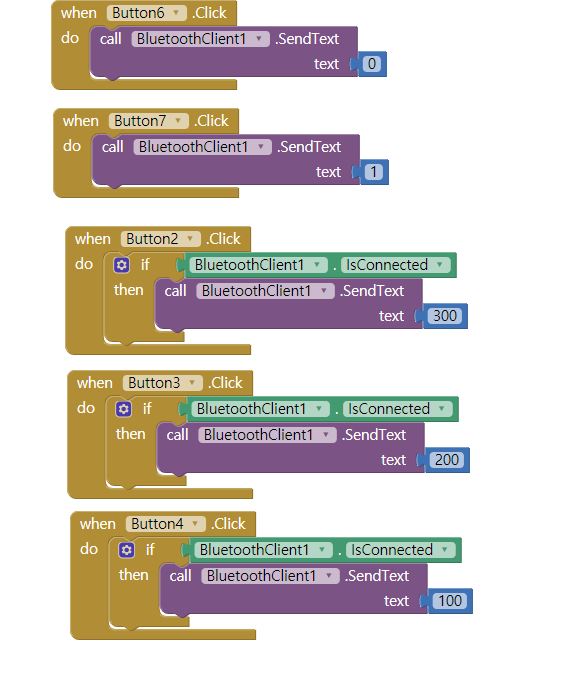 when Button6 .Click
do call BluetoothClient1 .SendText
text 0
when Button7 .Click
do call BluetoothClient1 .SendText
text 1
when Button2 .Click
do if BluetoothClient1 . IsConnected
then call BluetoothClient1 .SendText
text 300
when Button3 .Click
do if BluetoothClient1 . IsConnected
then call BluetoothClient1 .SendText
text 200
when Button4 .Click
do if BluetoothClient1 . IsConnected
then call BluetoothClient1 .SendText
text 100